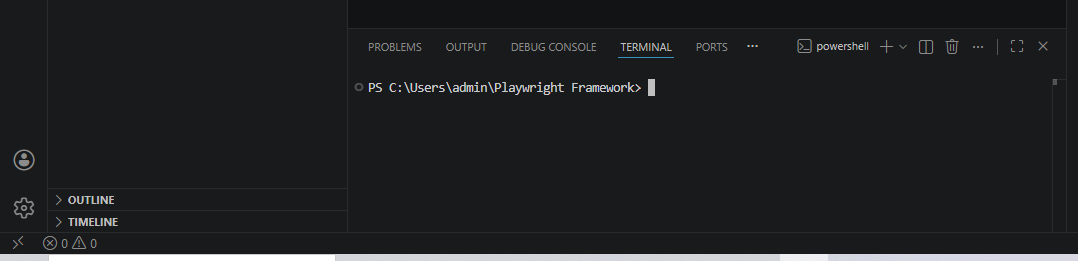 PROBLEMS OUTPUT DEBUG CONSOLE TERMINAL PORTS ··· powershell
PS C:\Users\admin\Playwright Framework>
OUTLINE
TIMELINE
0 0